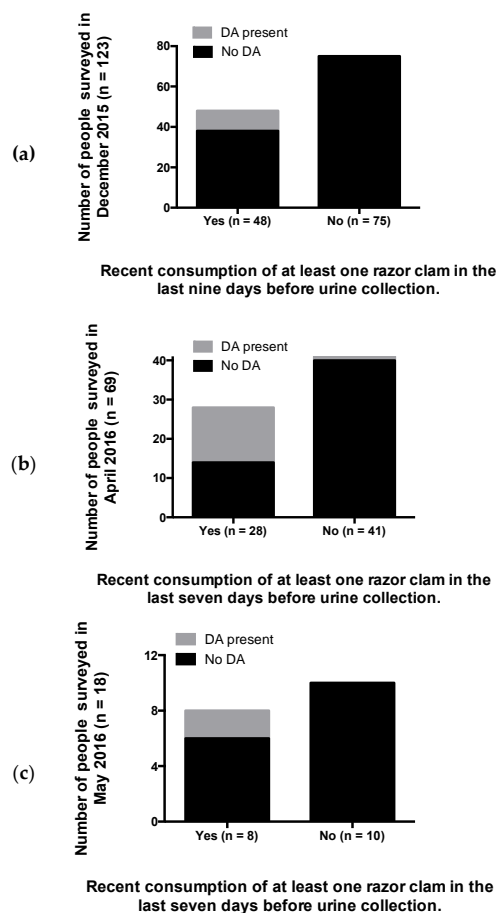 (a)
Number of people surveyed in
December 2015 (n = 123)
DA present
No DA
80
60
40
20
0
Yes (n = 48)
No (n = 75)
Recent consumption of at least one razor clam in the
last nine days before urine collection.
(b)
Number of people surveyed in
April 2016 (n = 69)
DA present
No DA
40
30
20
10
0
Yes (n = 28)
No (n = 41)
Recent consumption of at least one razor clam in the
last seven days before urine collection.
(c)
Number of people surveyed in
May 2016 (n = 18)
DA present
No DA
12
8
4
0
Yes (n = 8)
No (n = 10)
Recent consumption of at least one razor clam in the
last seven days before urine collection.